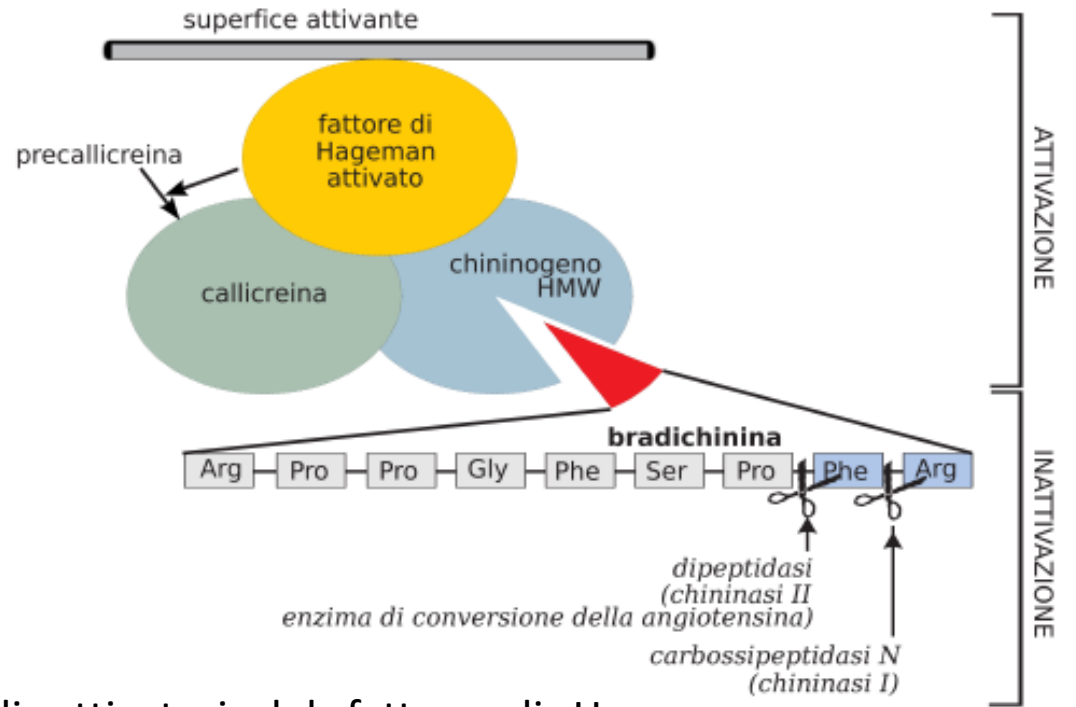 superfice attivante
fattore di
Hageman
attivato
precallicreina
callicreina
chininogeno
HMW
ATTIVAZIONE
bradichinina
Arg Pro Pro Gly Phe Ser Pro Phe Arg
dipeptidasi
(chininasi II
enzima di conversione della angiotensina)
carbossipeptidasi N
(chininasi I)
INATTIVAZIONE